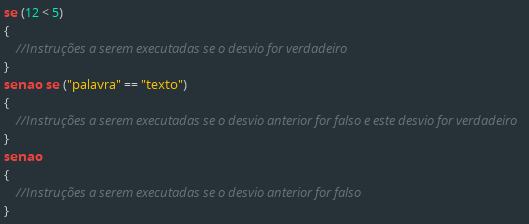 se (12 < 5)
{
//Instruções a serem executadas se o desvio for verdadeiro
}
senao se ("palavra" == "texto")
{
//Instruções a serem executadas se o desvio anterior for falso e este desvio for verdadeiro
}
senao
{
//Instruções a serem executadas se o desvio anterior for falso
}